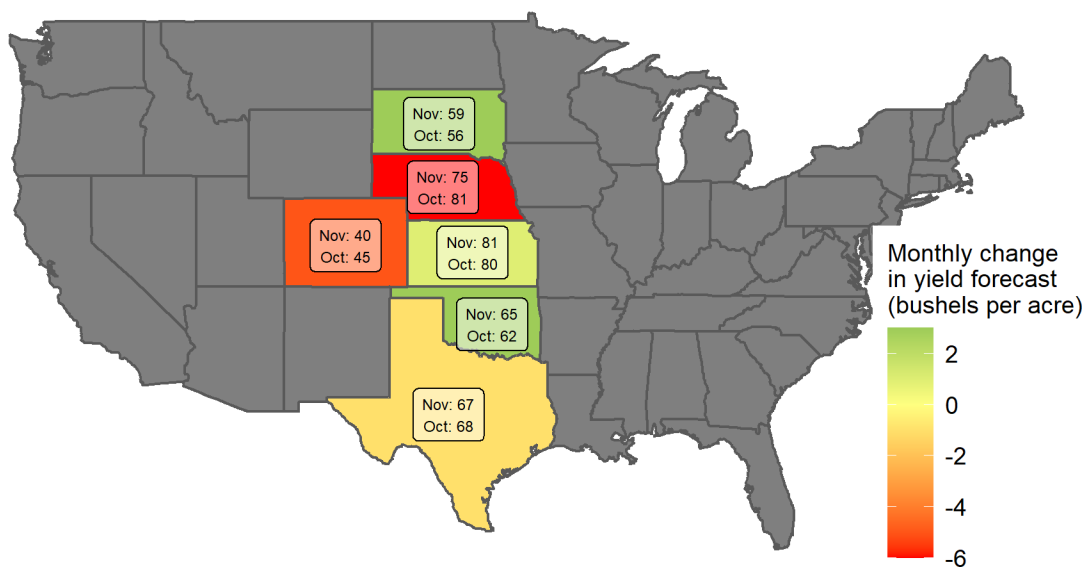 Nov: 59
Oct: 56
Nov: 75
Oct: 81
Nov: 40
Oct: 45
Nov: 81
Oct: 80
Nov: 65
Oct: 62
Nov: 67
Oct: 68
Monthly change
in yield forecast
(bushels per acre)
2
0
-2
-4
-6